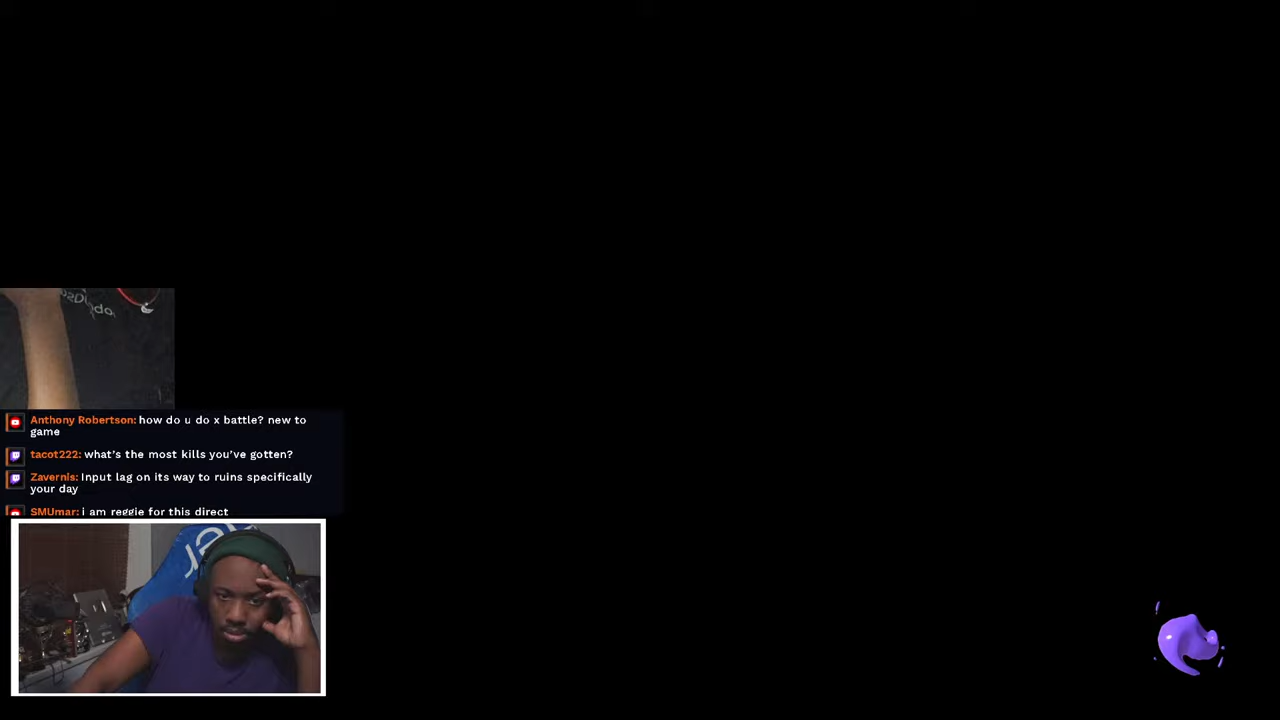 Anthony Robertson: how do u do x battle? new to
game
tacot222: what's the most kills you've gotten?
Zavernis: Input lag on its way to ruins specifically
your day
SMUmar: i am reggie for this direct